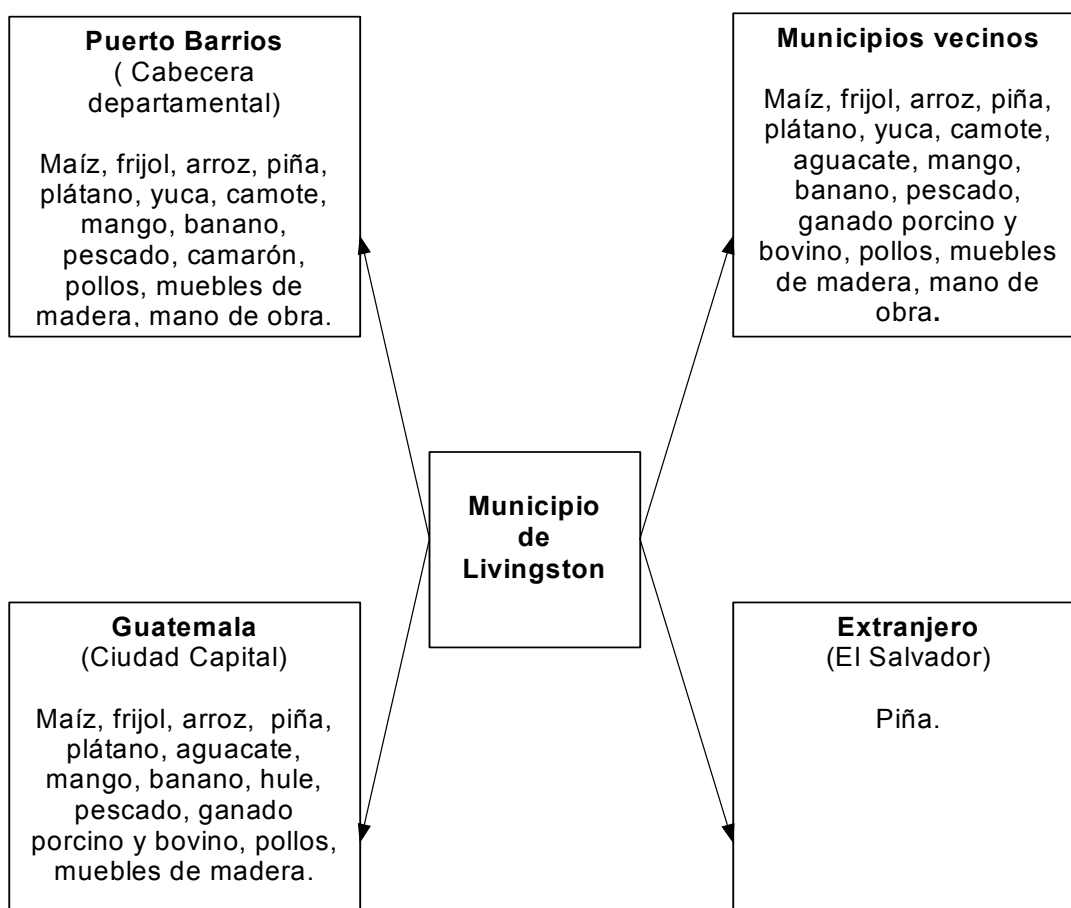 Puerto Barrios
( Cabecera
departamental)
Maíz, frijol, arroz, piña,
plátano, yuca, camote,
mango, banano,
pescado, camarón,
pollos, muebles de
madera, mano de obra.
Municipios vecinos
Maíz, frijol, arroz, piña,
plátano, yuca, camote,
aguacate, mango,
banano, pescado,
ganado porcino y
bovino, pollos, muebles
de madera, mano de
obra.
Municipio
de
Livingston
Guatemala
(Ciudad Capital)
Maíz, frijol, arroz,  piña,
plátano, aguacate,
mango, banano, hule,
pescado, ganado
porcino y bovino, pollos,
muebles de madera.
Extranjero
(El Salvador)
Piña.